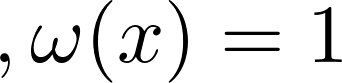 , ω(x) = 1